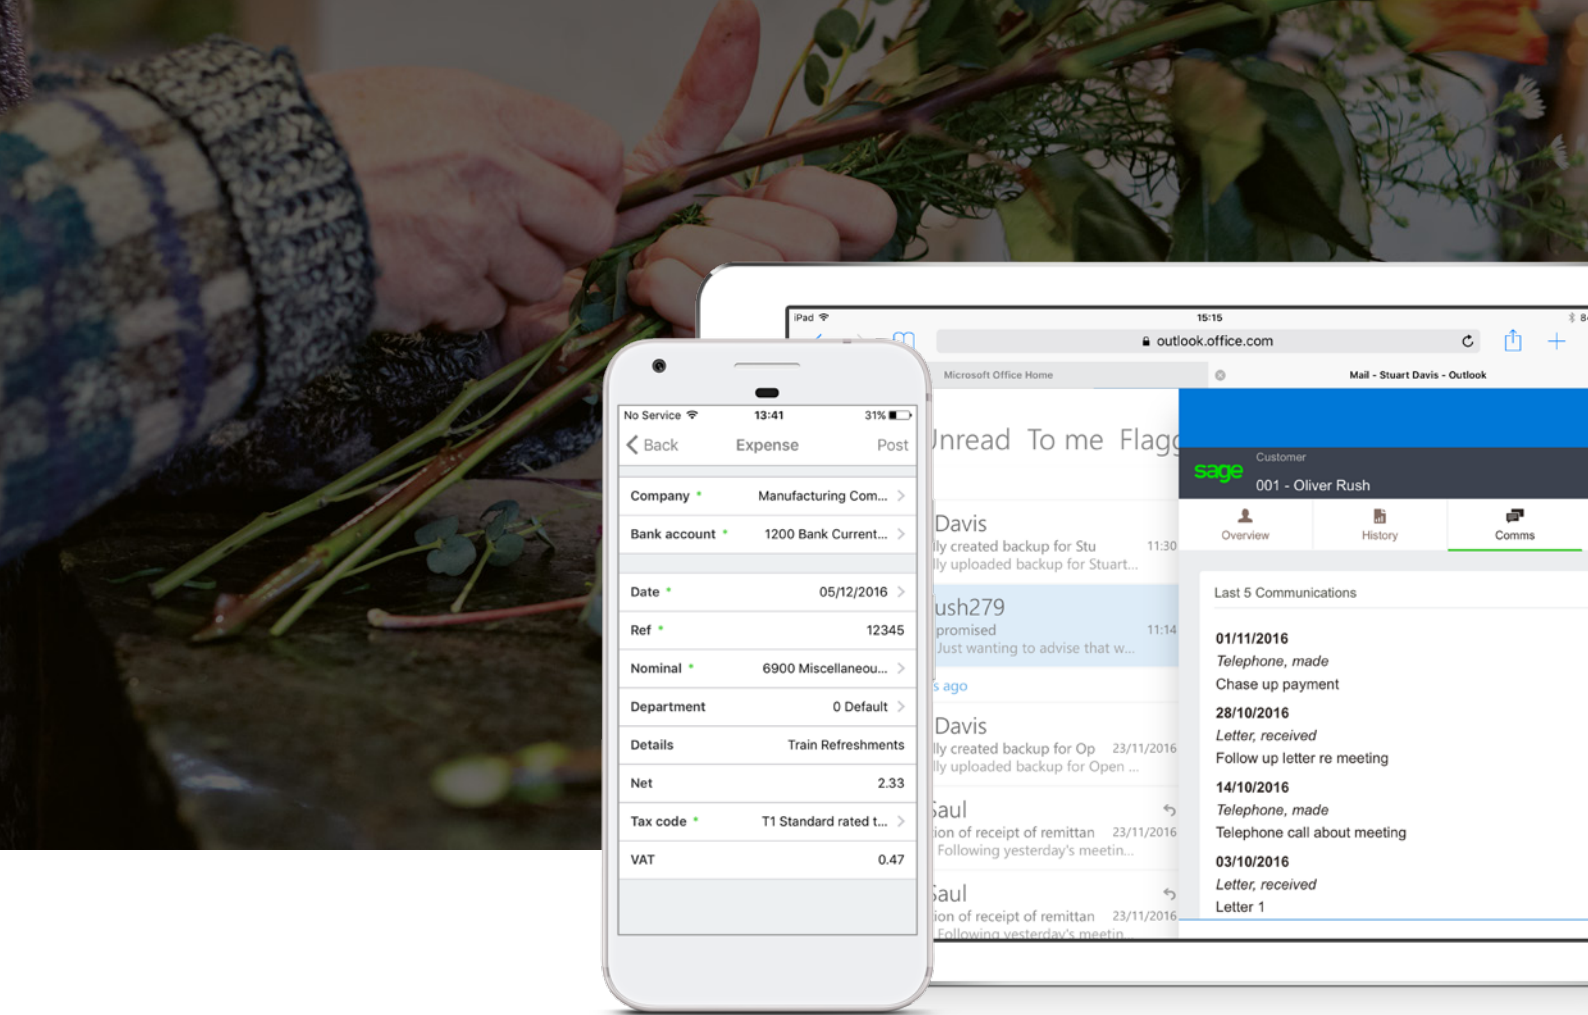 iPad
15:15
outlook.office.com
Microsoft Office Home
Mail - Stuart Davis - Outlook
No Service
13:41
31%
Back
Expense
Post
Company *
Manufacturing Com...
Bank account *
1200 Bank Current...
Date *
05/12/2016
Ref *
12345
Nominal *
6900 Miscellaneou...
Department
0 Default
Details
Train Refreshments
Net
2.33
Tax code *
T1 Standard rated t...
VAT
0.47
Unread To me Flagg
Davis
lly created backup for Stu 11:30
lly uploaded backup for Stuart...
ush279
promised 11:14
Just wanting to advise that w...
s ago
Davis
lly created backup for Op 23/11/2016
lly uploaded backup for Open ...
Saul
ion of receipt of remittan 23/11/2016
Following yesterday's meetin...
Saul
ion of receipt of remittan 23/11/2016
Following yesterday's meetin
sage
Customer
001 - Oliver Rush
Overview
History
Comms
Last 5 Communications
01/11/2016
Telephone, made
Chase up payment
28/10/2016
Letter, received
Follow up letter re meeting
14/10/2016
Telephone, made
Telephone call about meeting
03/10/2016
Letter, received
Letter 1